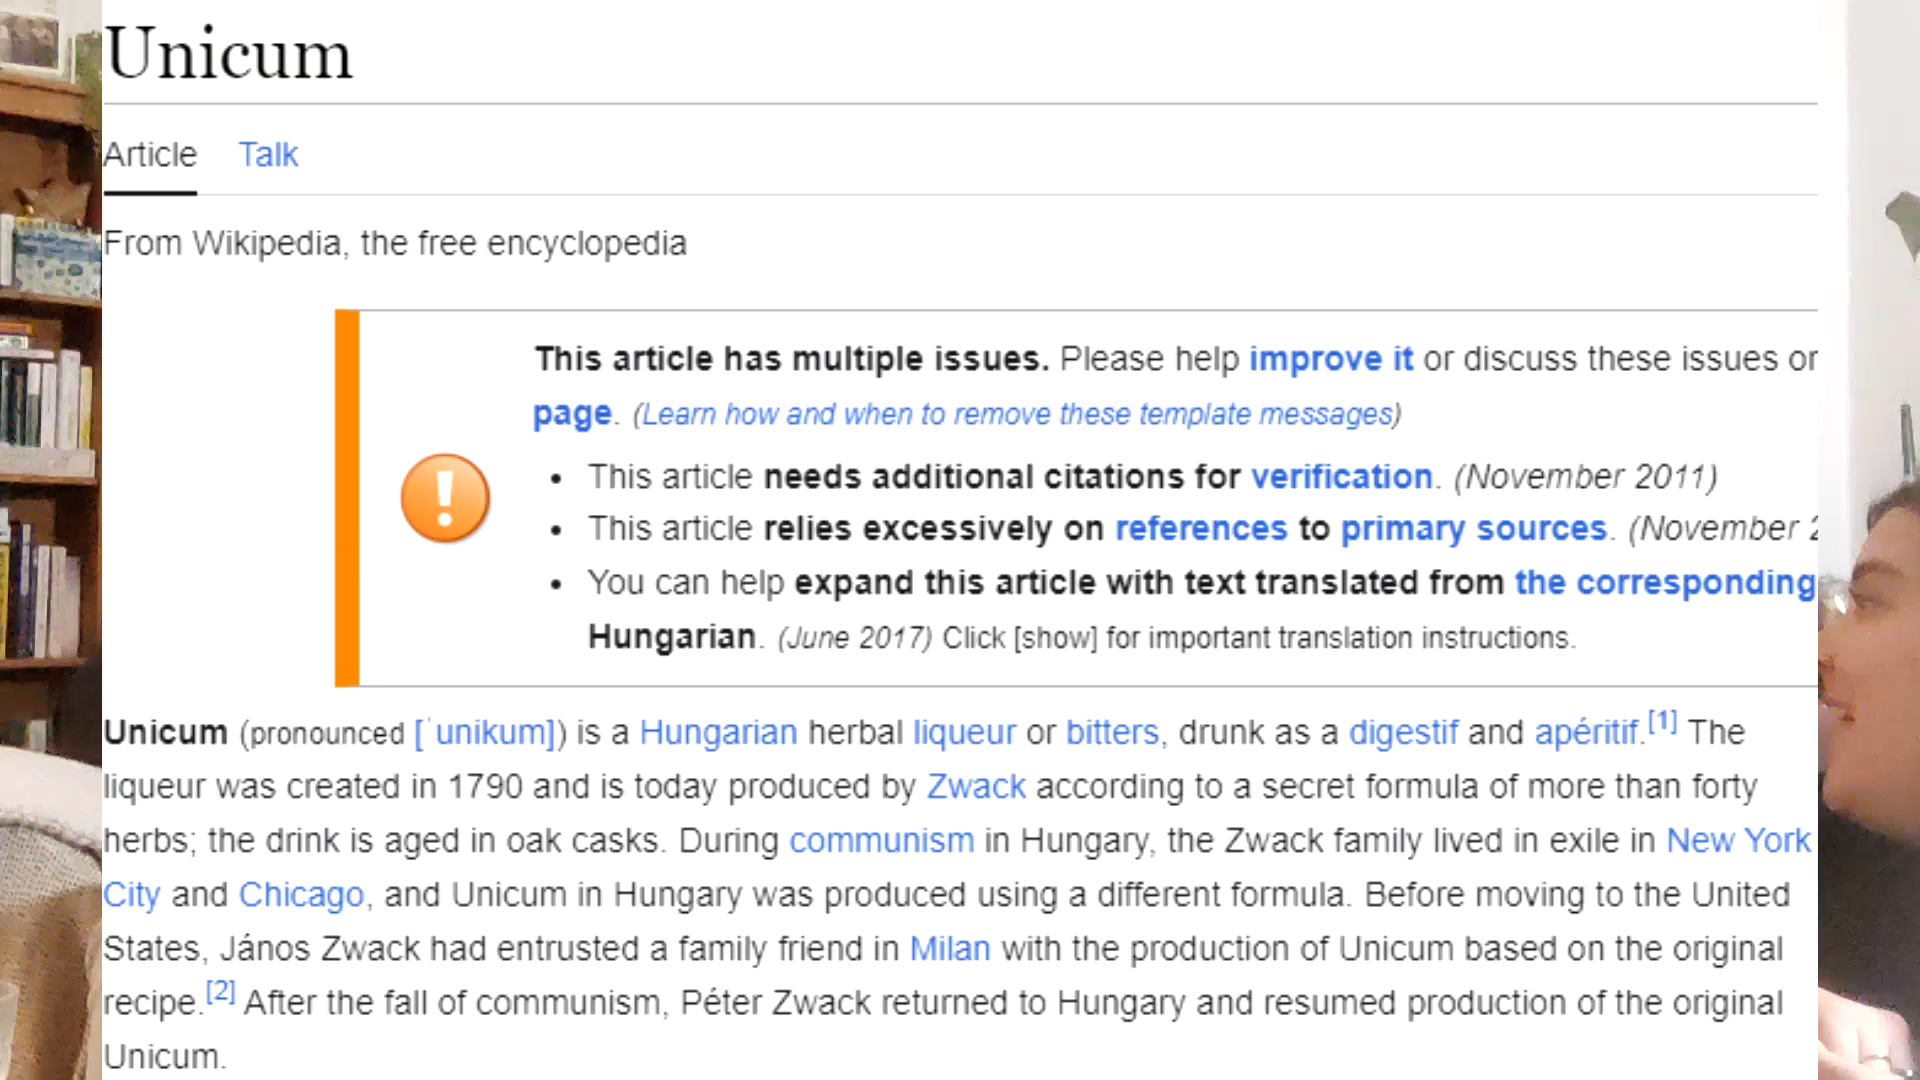 Unicum
Article Talk
From Wikipedia, the free encyclopedia
This article has multiple issues. Please help improve it or discuss these issues or
page. (Learn how and when to remove these template messages)
• This article needs additional citations for verification. (November 2011)
• This article relies excessively on references to primary sources. (November
• You can help expand this article with text translated from the corresponding
Hungarian. (June 2017) Click [show] for important translation instructions.
Unicum (pronounced [ˈunikum]) is a Hungarian herbal liqueur or bitters, drunk as a digestif and apéritif.[1] The
liqueur was created in 1790 and is today produced by Zwack according to a secret formula of more than forty
herbs; the drink is aged in oak casks. During communism in Hungary, the Zwack family lived in exile in New York
City and Chicago, and Unicum in Hungary was produced using a different formula. Before moving to the United
States, János Zwack had entrusted a family friend in Milan with the production of Unicum based on the original
recipe.[2] After the fall of communism, Péter Zwack returned to Hungary and resumed production of the original
Unicum.